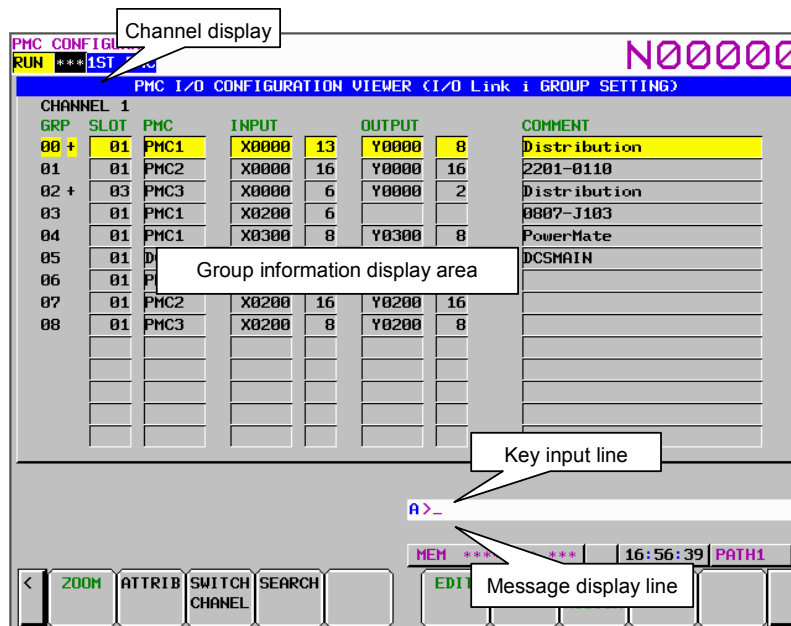 Channel display
PMC CONFIGURA
N00000
RUN *** 1ST
PMC I/O CONFIGURATION VIEWER (I/O Link i GROUP SETTING)
CHANNEL 1
GRP SLOT PMC INPUT OUTPUT COMMENT
00 + 01 PMC1 X0000 13 Y0000 8 Distribution
01 01 PMC2 X0000 16 Y0000 16 2201-0110
02 + 03 PMC3 X0000 6 Y0000 2 Distribution
03 01 PMC1 X0200 6 0807-J103
04 01 PMC1 X0300 8 Y0300 8 PowerMate
05 01 DCSMAIN
Group information display area
06 01
07 01 PMC2 X0200 16 Y0200 16
08 01 PMC3 X0200 8 Y0200 8
Key input line
A>_
MEM *** *** 16:56:39 PATH1
< ZOOM ATTRIB SWITCH CHANEL SEARCH EDIT
Message display line